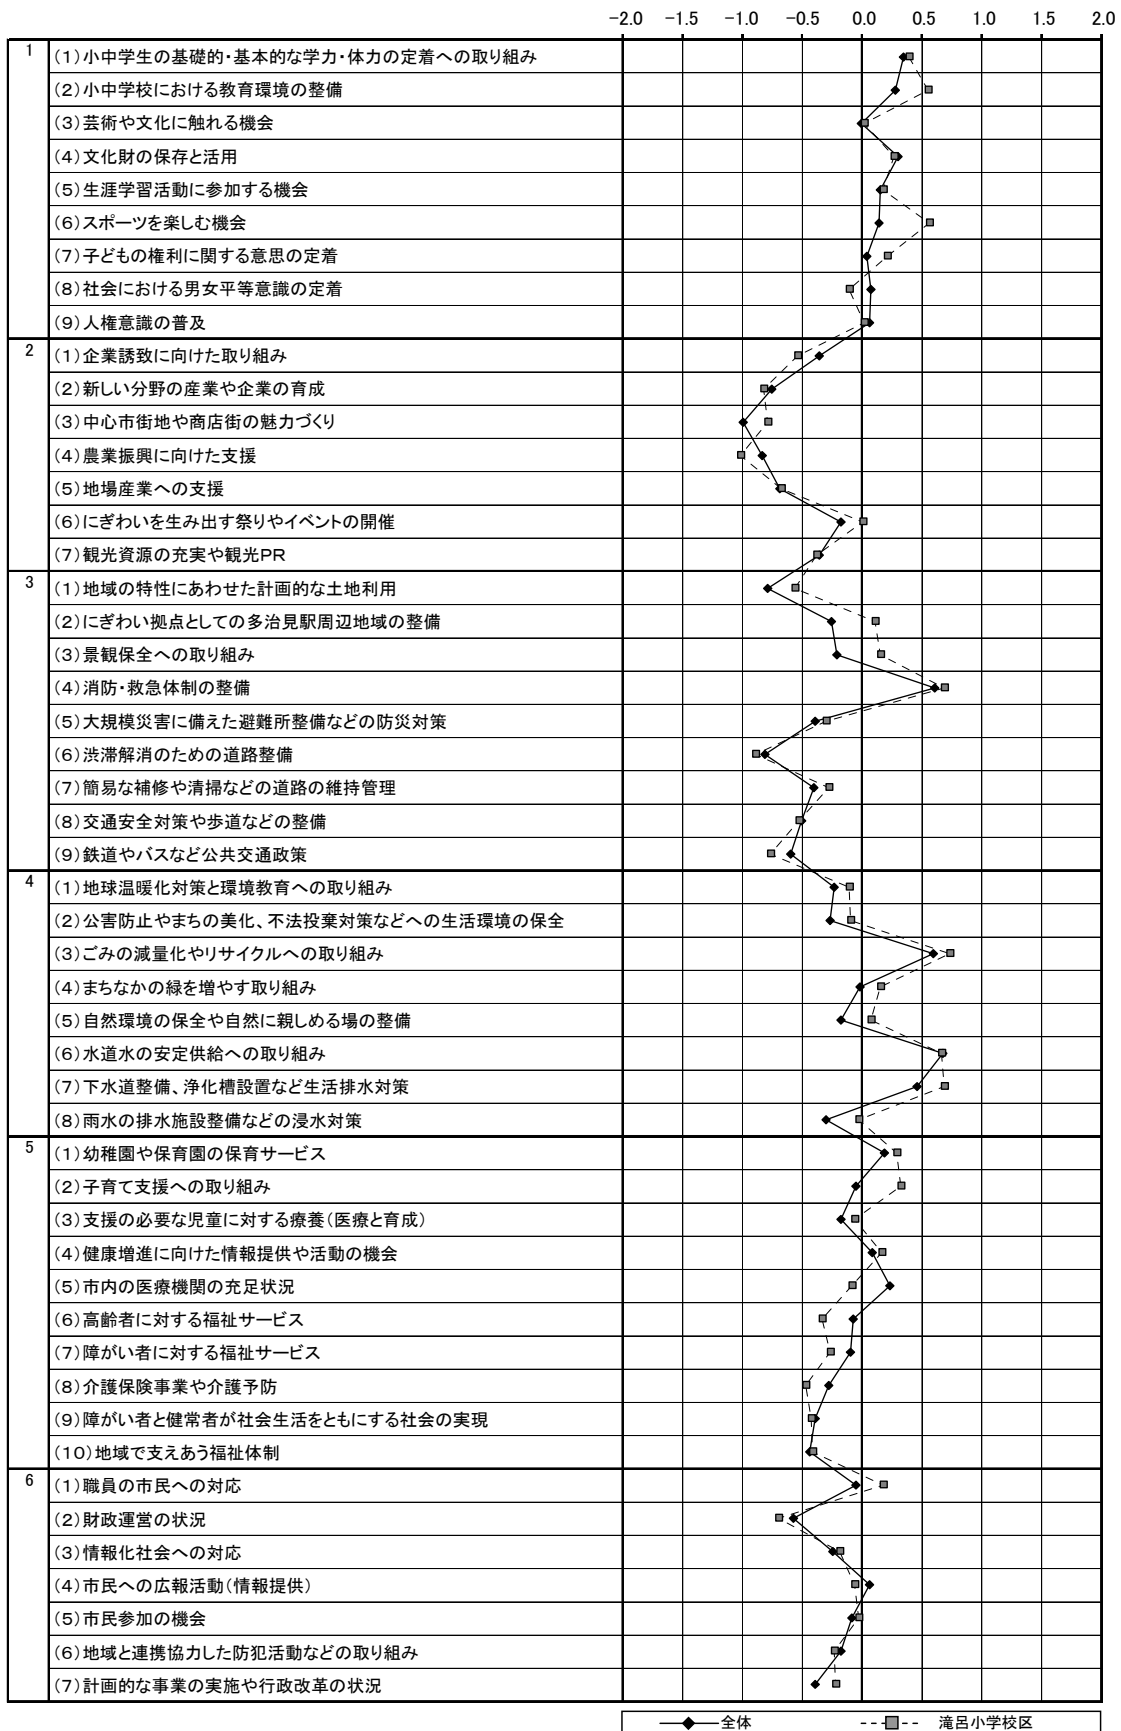 -2.0 -1.5 -1.0 -0.5 0.0 0.5 1.0 1.5 2.0
1 (1)小中学生の基礎的・基本的な学力・体力の定着への取り組み
(2)小中学校における教育環境の整備
(3)芸術や文化に触れる機会
(4)文化財の保存と活用
(5)生涯学習活動に参加する機会
(6)スポーツを楽しむ機会
(7)子どもの権利に関する意思の定着
(8)社会における男女平等意識の定着
(9)人権意識の普及
2 (1)企業誘致に向けた取り組み
(2)新しい分野の産業や企業の育成
(3)中心市街地や商店街の魅力づくり
(4)農業振興に向けた支援
(5)地場産業への支援
(6)にぎわいを生み出す祭りやイベントの開催
(7)観光資源の充実や観光PR
3 (1)地域の特性にあわせた計画的な土地利用
(2)にぎわい拠点としての多治見駅周辺地域の整備
(3)景観保全への取り組み
(4)消防・救急体制の整備
(5)大規模災害に備えた避難所整備などの防災対策
(6)渋滞解消のための道路整備
(7)簡易な補修や清掃などの道路の維持管理
(8)交通安全対策や歩道などの整備
(9)鉄道やバスなど公共交通政策
4 (1)地球温暖化対策と環境教育への取り組み
(2)公害防止やまちの美化、不法投棄対策などへの生活環境の保全
(3)ごみの減量化やリサイクルへの取り組み
(4)まちなかの緑を増やす取り組み
(5)自然環境の保全や自然に親しめる場の整備
(6)水道水の安定供給への取り組み
(7)下水道整備、浄化槽設置など生活排水対策
(8)雨水の排水施設整備などの浸水対策
5 (1)幼稚園や保育園の保育サービス
(2)子育て支援への取り組み
(3)支援の必要な児童に対する療養(医療と育成)
(4)健康増進に向けた情報提供や活動の機会
(5)市内の医療機関の充足状況
(6)高齢者に対する福祉サービス
(7)障がい者に対する福祉サービス
(8)介護保険事業や介護予防
(9)障がい者と健常者が社会生活をともにする社会の実現
(10)地域で支えあう福祉体制
6 (1)職員の市民への対応
(2)財政運営の状況
(3)情報化社会への対応
(4)市民への広報活動(情報提供)
(5)市民参加の機会
(6)地域と連携協力した防犯活動などの取り組み
(7)計画的な事業の実施や行政改革の状況
全体 滝呂小学校区